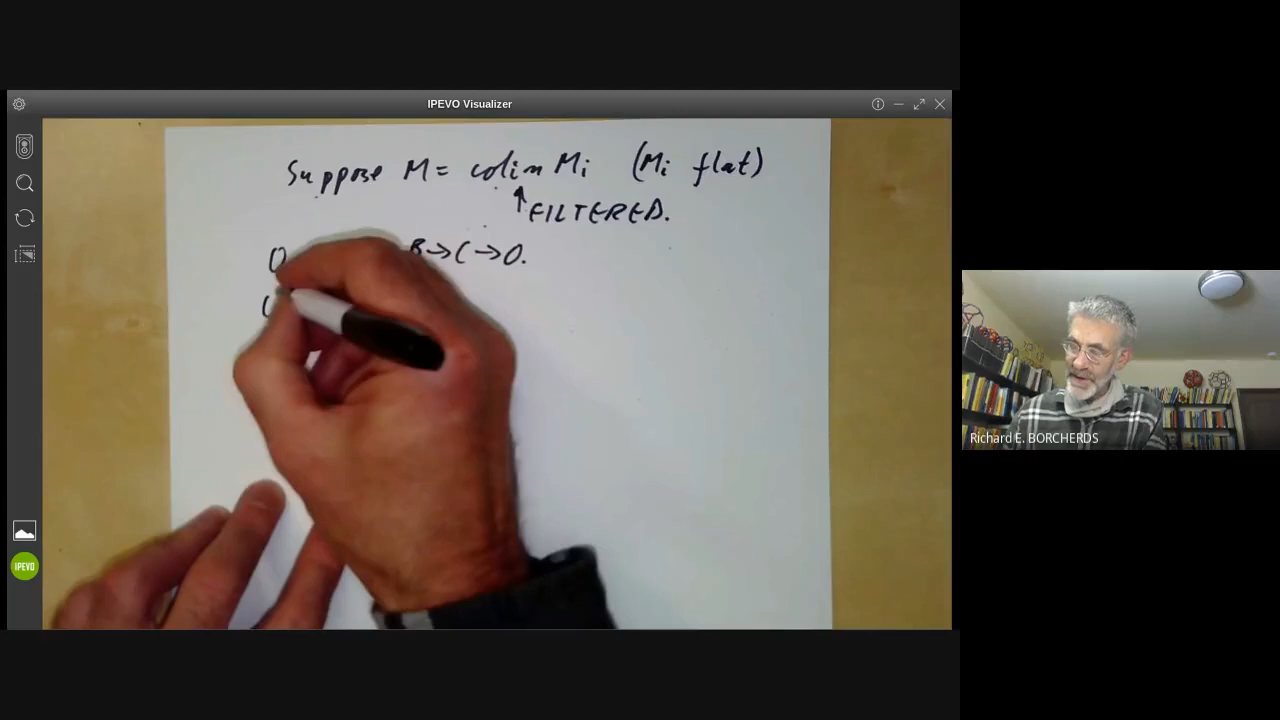 IPEVO Visualizer
Suppose M = colim Mi (Mi flat)
↑ FILTERED.
0 B → C → 0.
IPEVO
Richard E. BORCHERDS